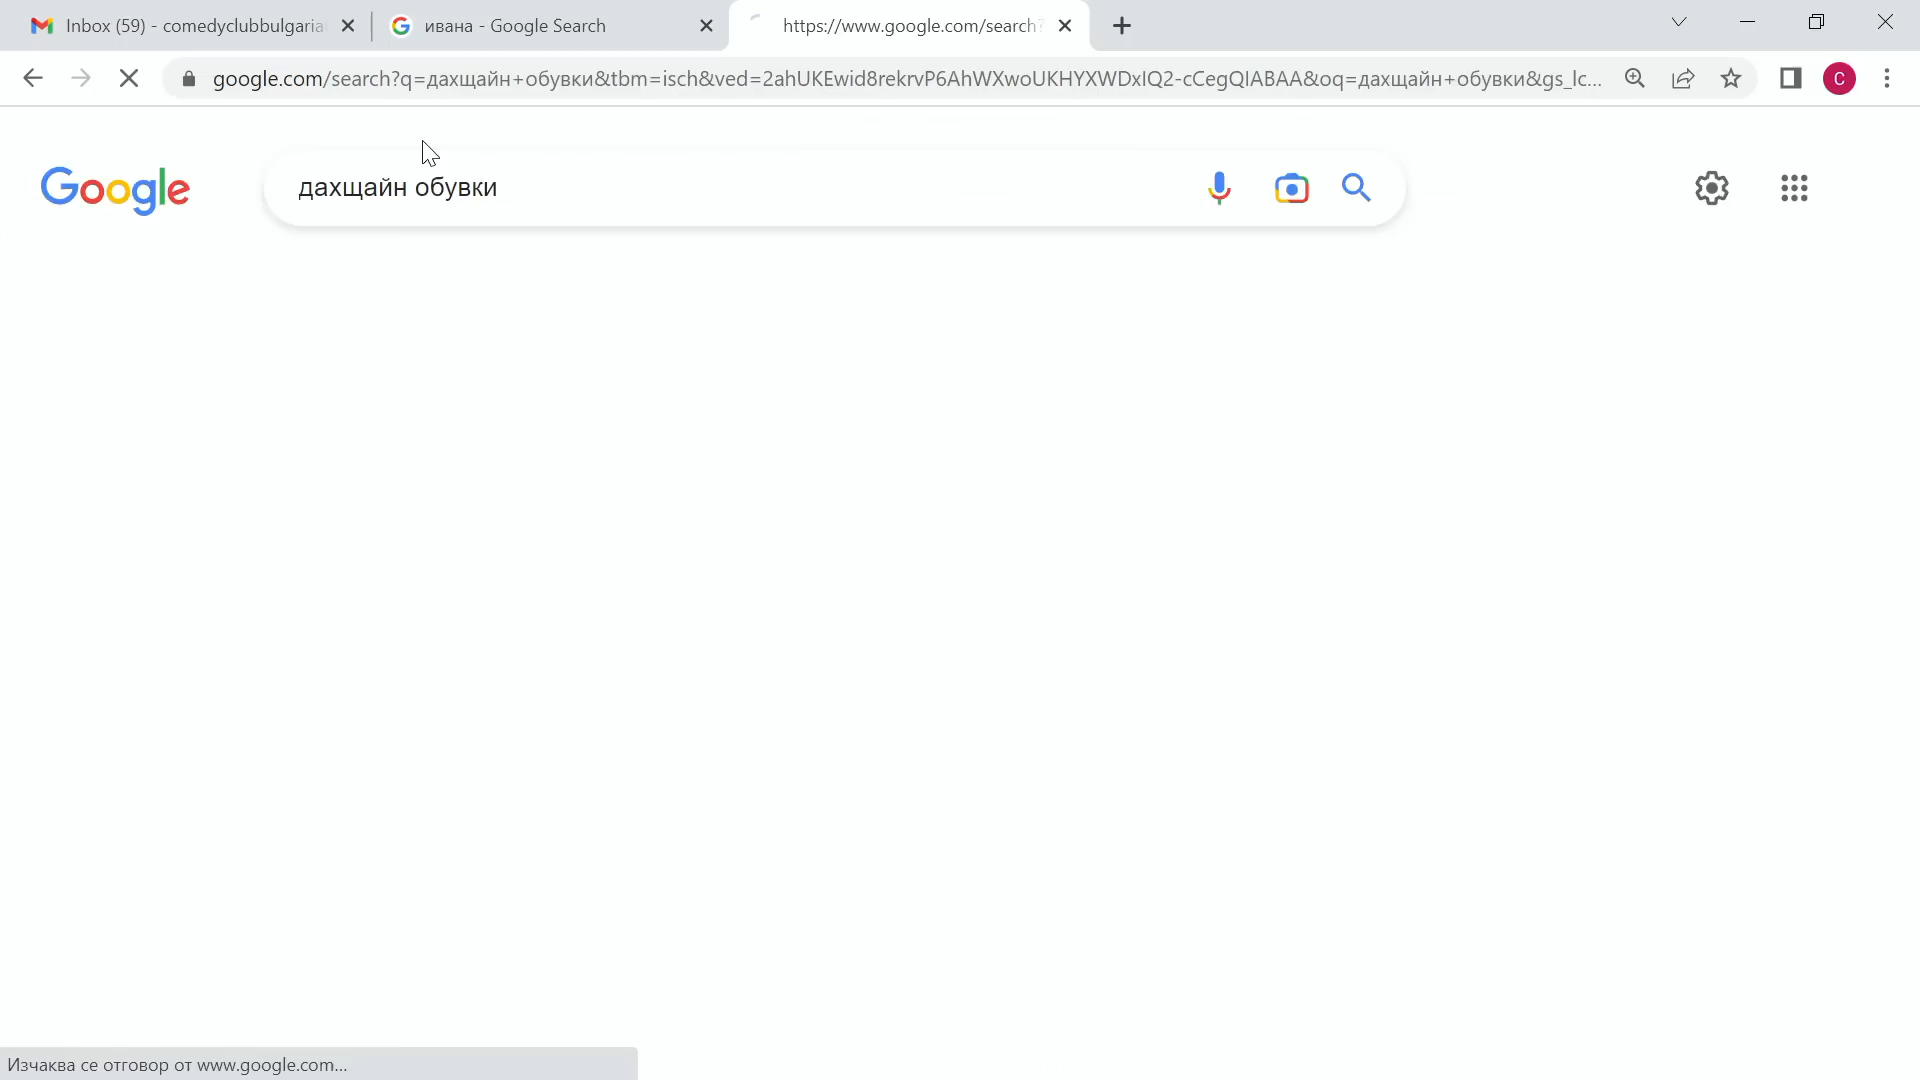 Inbox (59) - comedyclubbulgaria
ивана - Google Search
https://www.google.com/search?
google.com/search?q=дахщайн+обувки&tbm=isch&ved=2ahUKEwid8rekrvP6AhWXwoUKHYXWDxIQ2-cCegQIABAA&oq=дахщайн+обувки&gs_lc...
C
Google
дахщайн обувки
Изчаква се отговор от www.google.com...